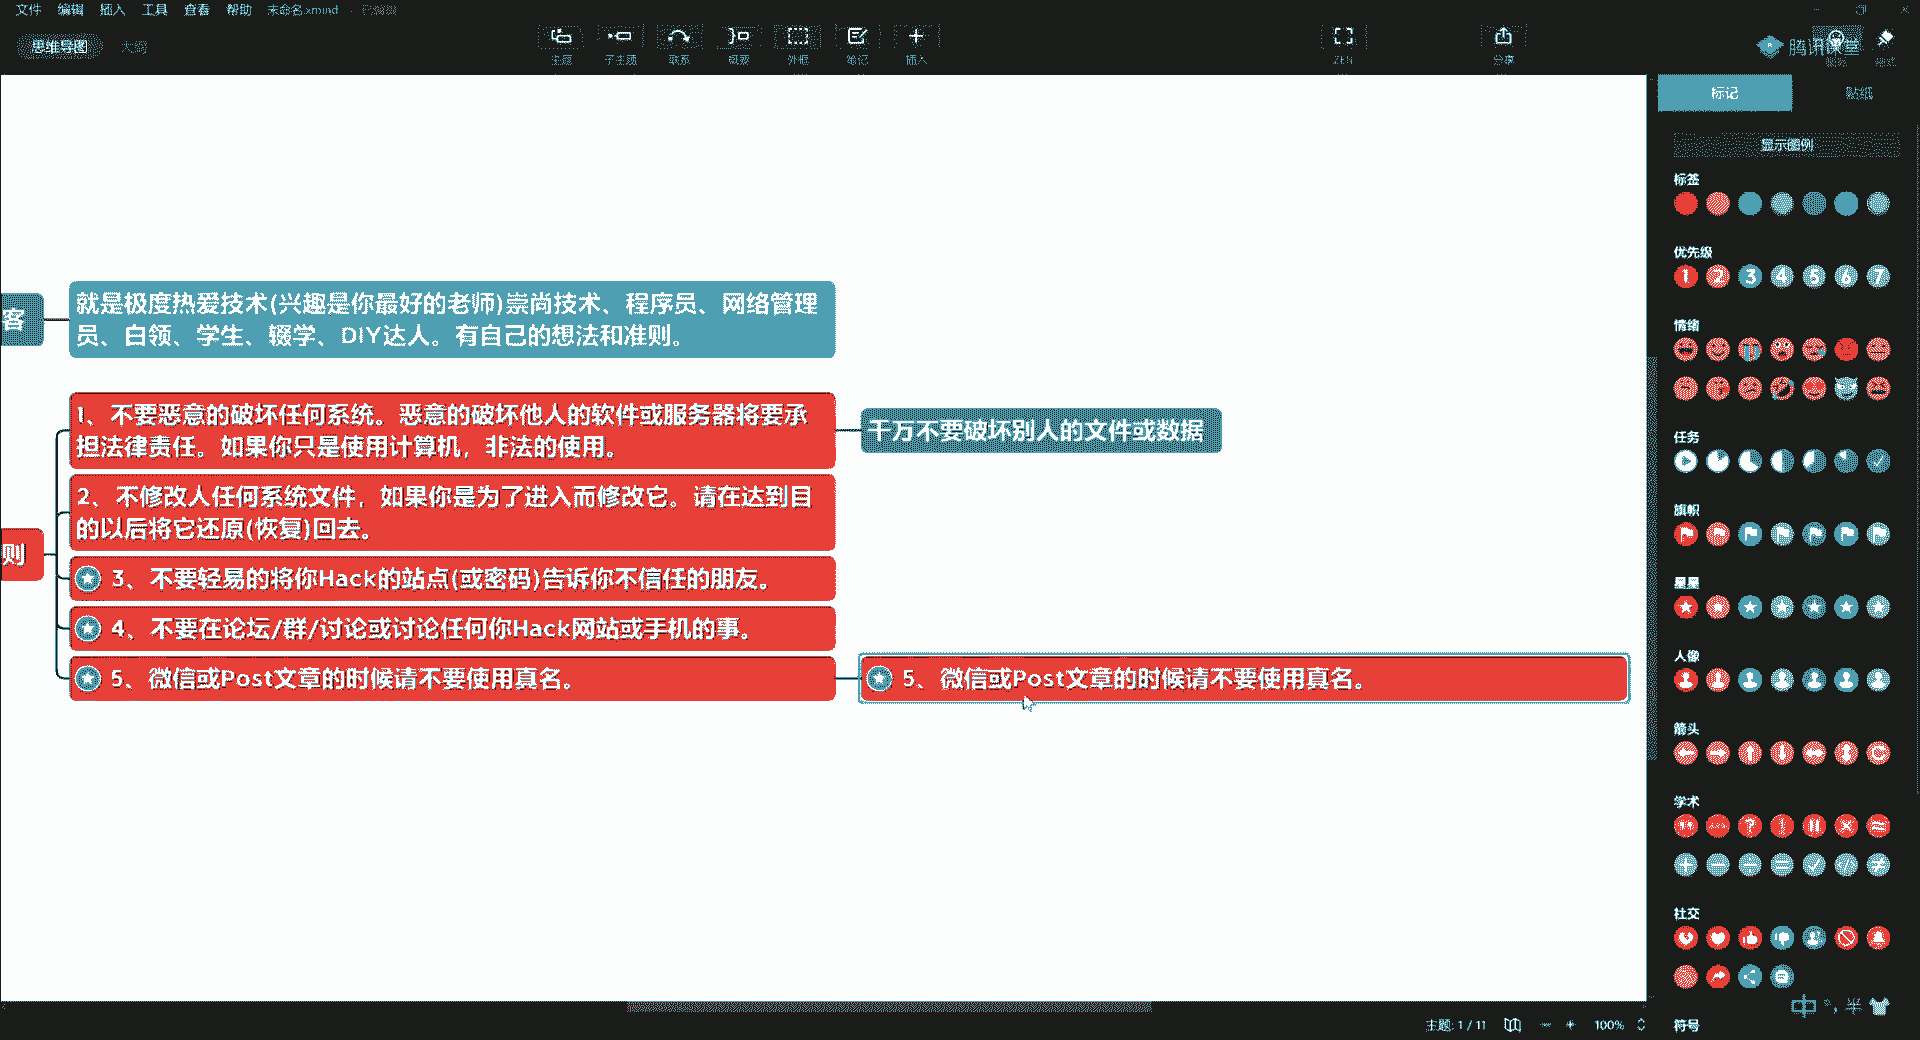 文件 编辑 插入 工具 查看 帮助 未命名.xmind - 已编辑
思维导图 大纲
主题 子主题 联系 概要 外框 笔记 插入 ZEN 分享
腾讯课堂
格式
标记 贴纸
显示图例
标签
优先级
1 2 3 4 5 6 7
情绪
任务
旗帜
星星
人像
箭头
学术
社交
符号
客
就是极度热爱技术(兴趣是你最好的老师)崇尚技术、程序员、网络管理
员、白领、学生、辍学、DIY达人。有自己的想法和准则。
则
1、不要恶意的破坏任何系统。恶意的破坏他人的软件或服务器将要承
担法律责任。如果你只是使用计算机，非法的使用。
千万不要破坏别人的文件或数据
2、不修改人任何系统文件，如果你是为了进入而修改它。请在达到目
的以后将它还原(恢复)回去。
3、不要轻易的将你Hack的站点(或密码)告诉你不信任的朋友。
4、不要在论坛/群/讨论或讨论任何你Hack网站或手机的事。
5、微信或Post文章的时候请不要使用真名。
5、微信或Post文章的时候请不要使用真名。
中 °, 半
主题: 1 / 11 100%